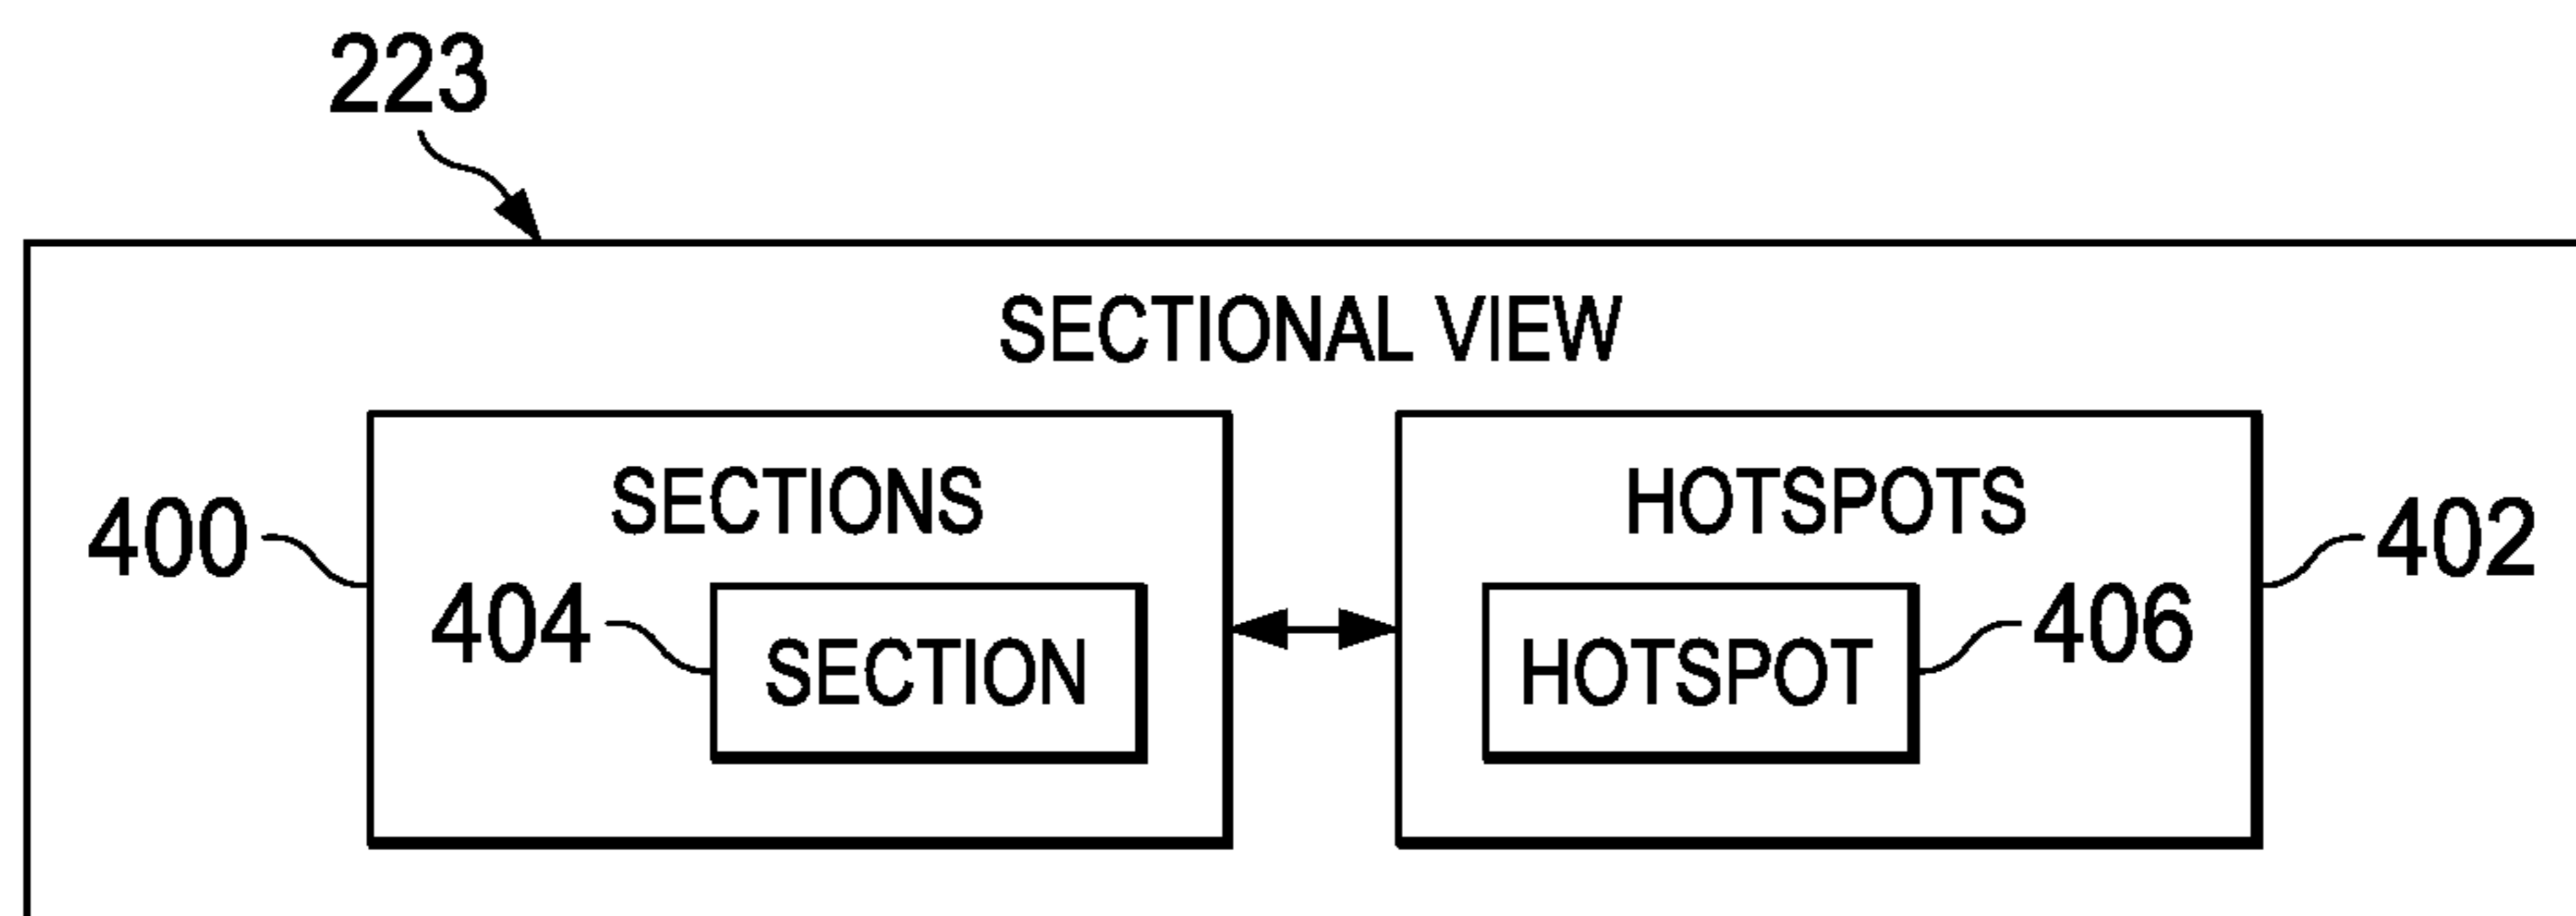 223
SECTIONAL VIEW
SECTIONS
HOTSPOTS
400
402
404
SECTION
HOTSPOT
406